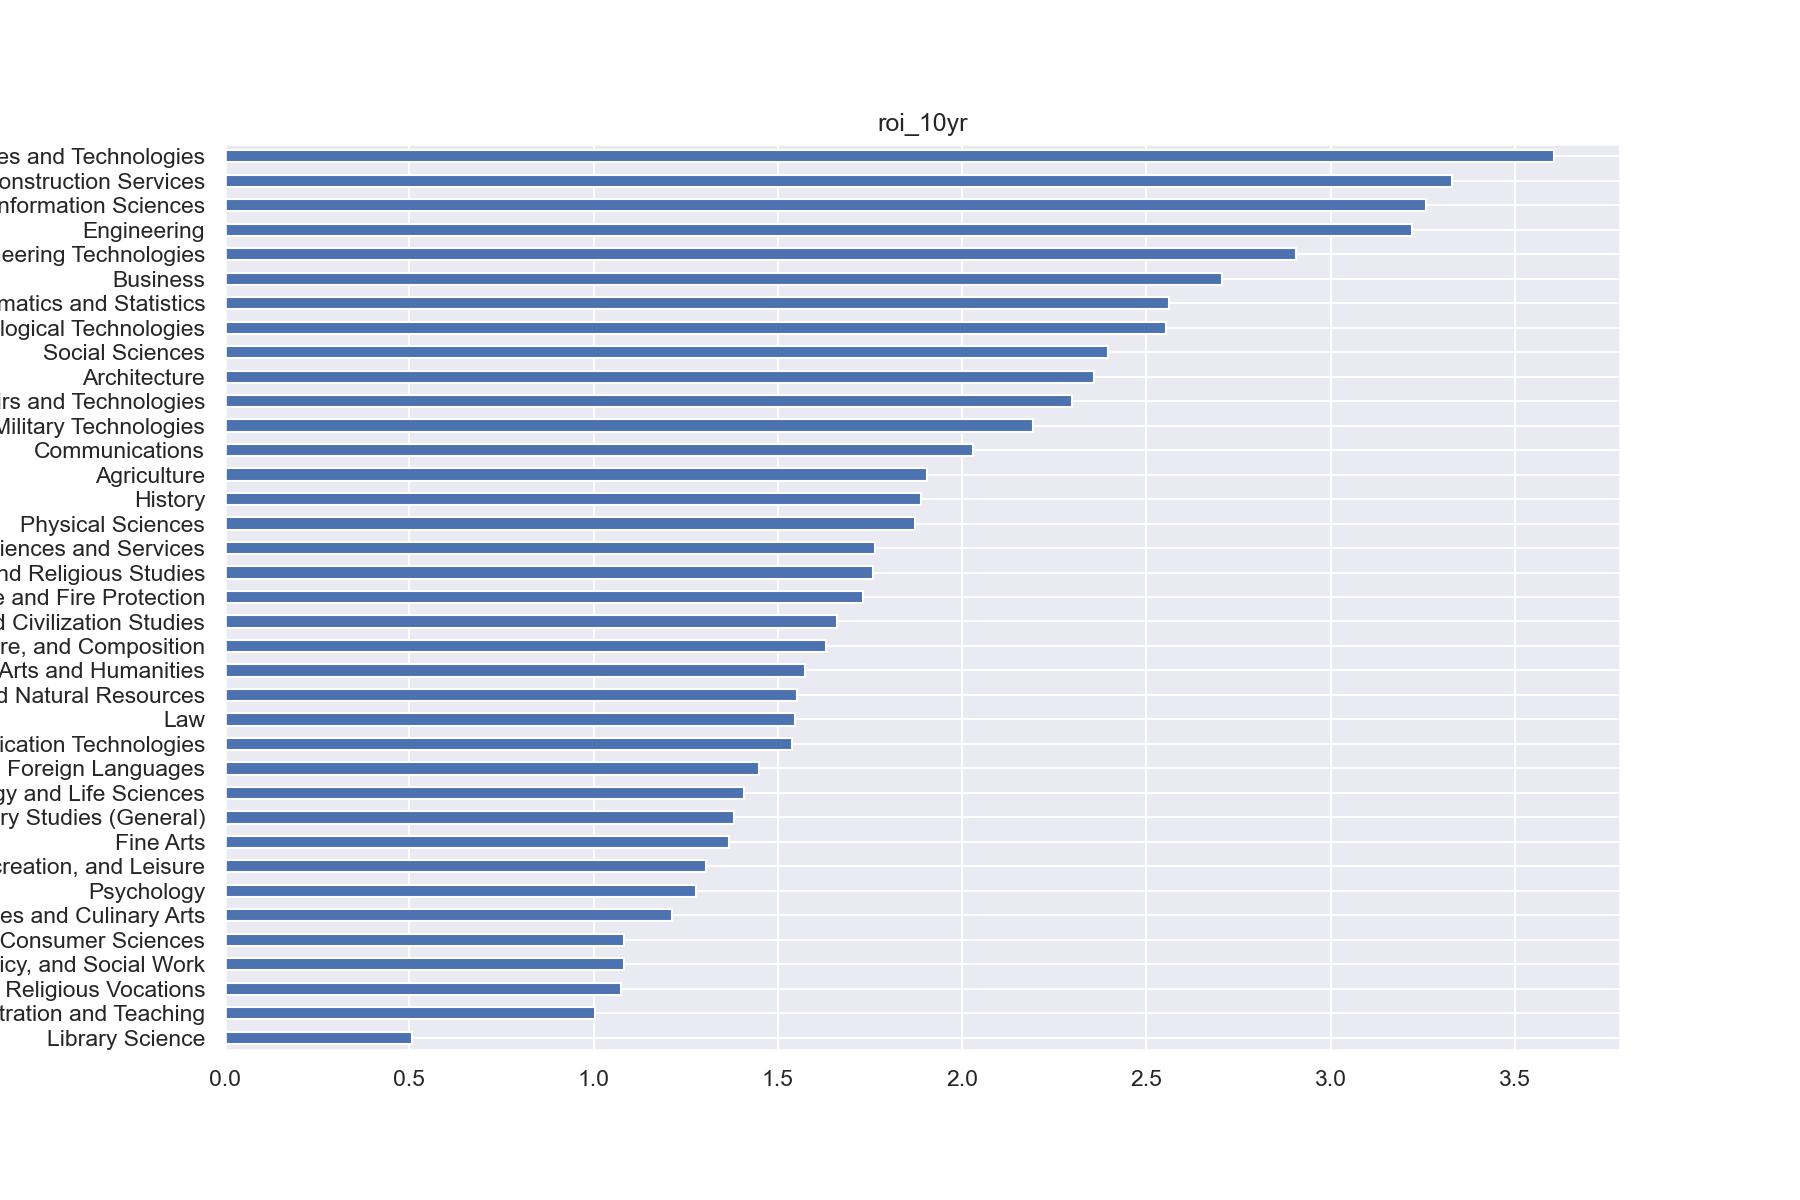 roi_10yr
es and Technologies
onstruction Services
nformation Sciences
Engineering
eering Technologies
Business
matics and Statistics
logical Technologies
Social Sciences
Architecture
irs and Technologies
Military Technologies
Communications
Agriculture
History
Physical Sciences
iences and Services
nd Religious Studies
e and Fire Protection
d Civilization Studies
re, and Composition
Arts and Humanities
d Natural Resources
Law
ication Technologies
Foreign Languages
gy and Life Sciences
ry Studies (General)
Fine Arts
creation, and Leisure
Psychology
es and Culinary Arts
Consumer Sciences
icy, and Social Work
Religious Vocations
tration and Teaching
Library Science
0.0 0.5 1.0 1.5 2.0 2.5 3.0 3.5